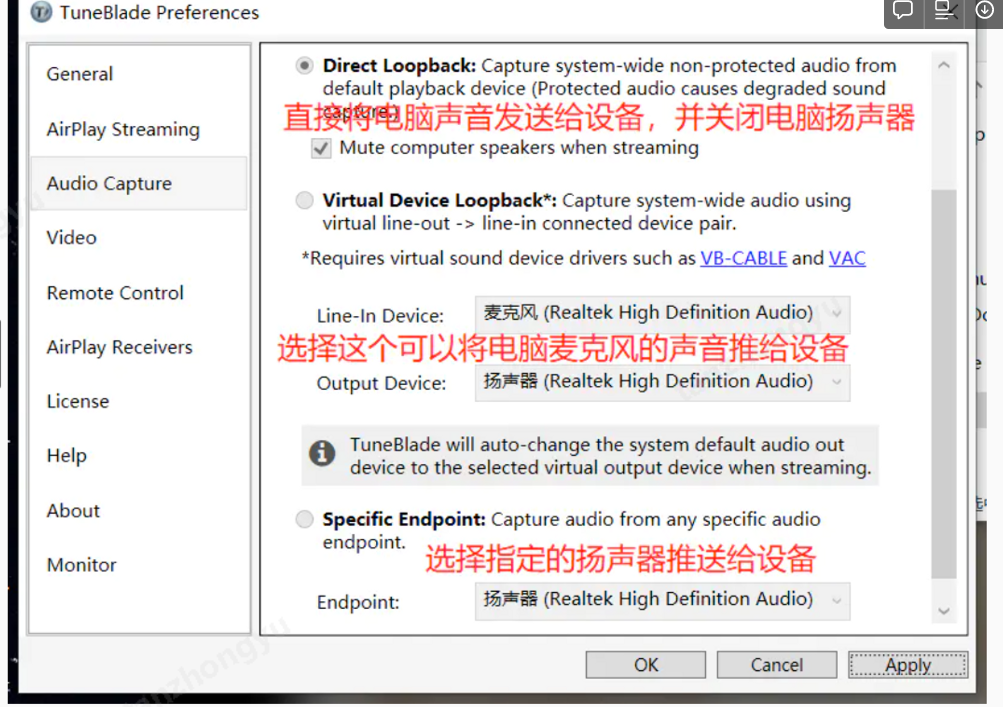 TuneBlade Preferences
General
AirPlay Streaming
Audio Capture
Video
Remote Control
AirPlay Receivers
License
Help
About
Monitor
Direct Loopback: Capture system-wide non-protected audio from
default playback device (Protected audio causes degraded sound
capture.)
直接将电脑声音发送给设备，并关闭电脑扬声器
Mute computer speakers when streaming
Virtual Device Loopback*: Capture system-wide audio using
virtual line-out -> line-in connected device pair.
*Requires virtual sound device drivers such as VB-CABLE and VAC
Line-In Device: 麦克风 (Realtek High Definition Audio)
选择这个可以将电脑麦克风的声音推给设备
Output Device: 扬声器 (Realtek High Definition Audio)
TuneBlade will auto-change the system default audio out
device to the selected virtual output device when streaming.
Specific Endpoint: Capture audio from any specific audio
endpoint.
选择指定的扬声器推送给设备
Endpoint: 扬声器 (Realtek High Definition Audio)
OK Cancel Apply